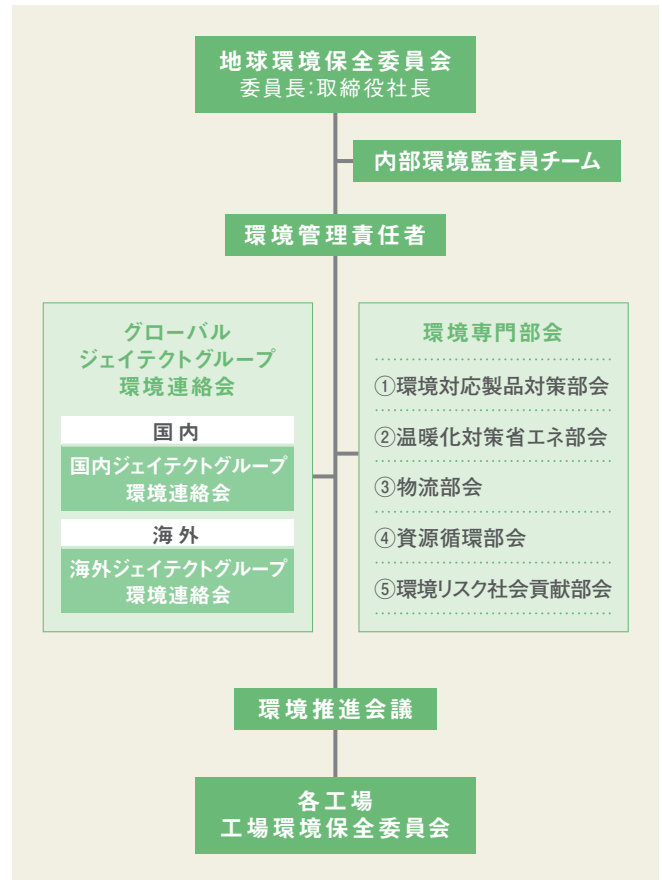 地球環境保全委員会
委員長:取締役社長
内部環境監査員チーム
環境管理責任者
グローバル
ジェイテクトグループ
環境連絡会
国内
国内ジェイテクトグループ
環境連絡会
海外
海外ジェイテクトグループ
環境連絡会
環境専門部会
①環境対応製品対策部会
②温暖化対策省エネ部会
③物流部会
④資源循環部会
⑤環境リスク社会貢献部会
環境推進会議
各工場
工場環境保全委員会